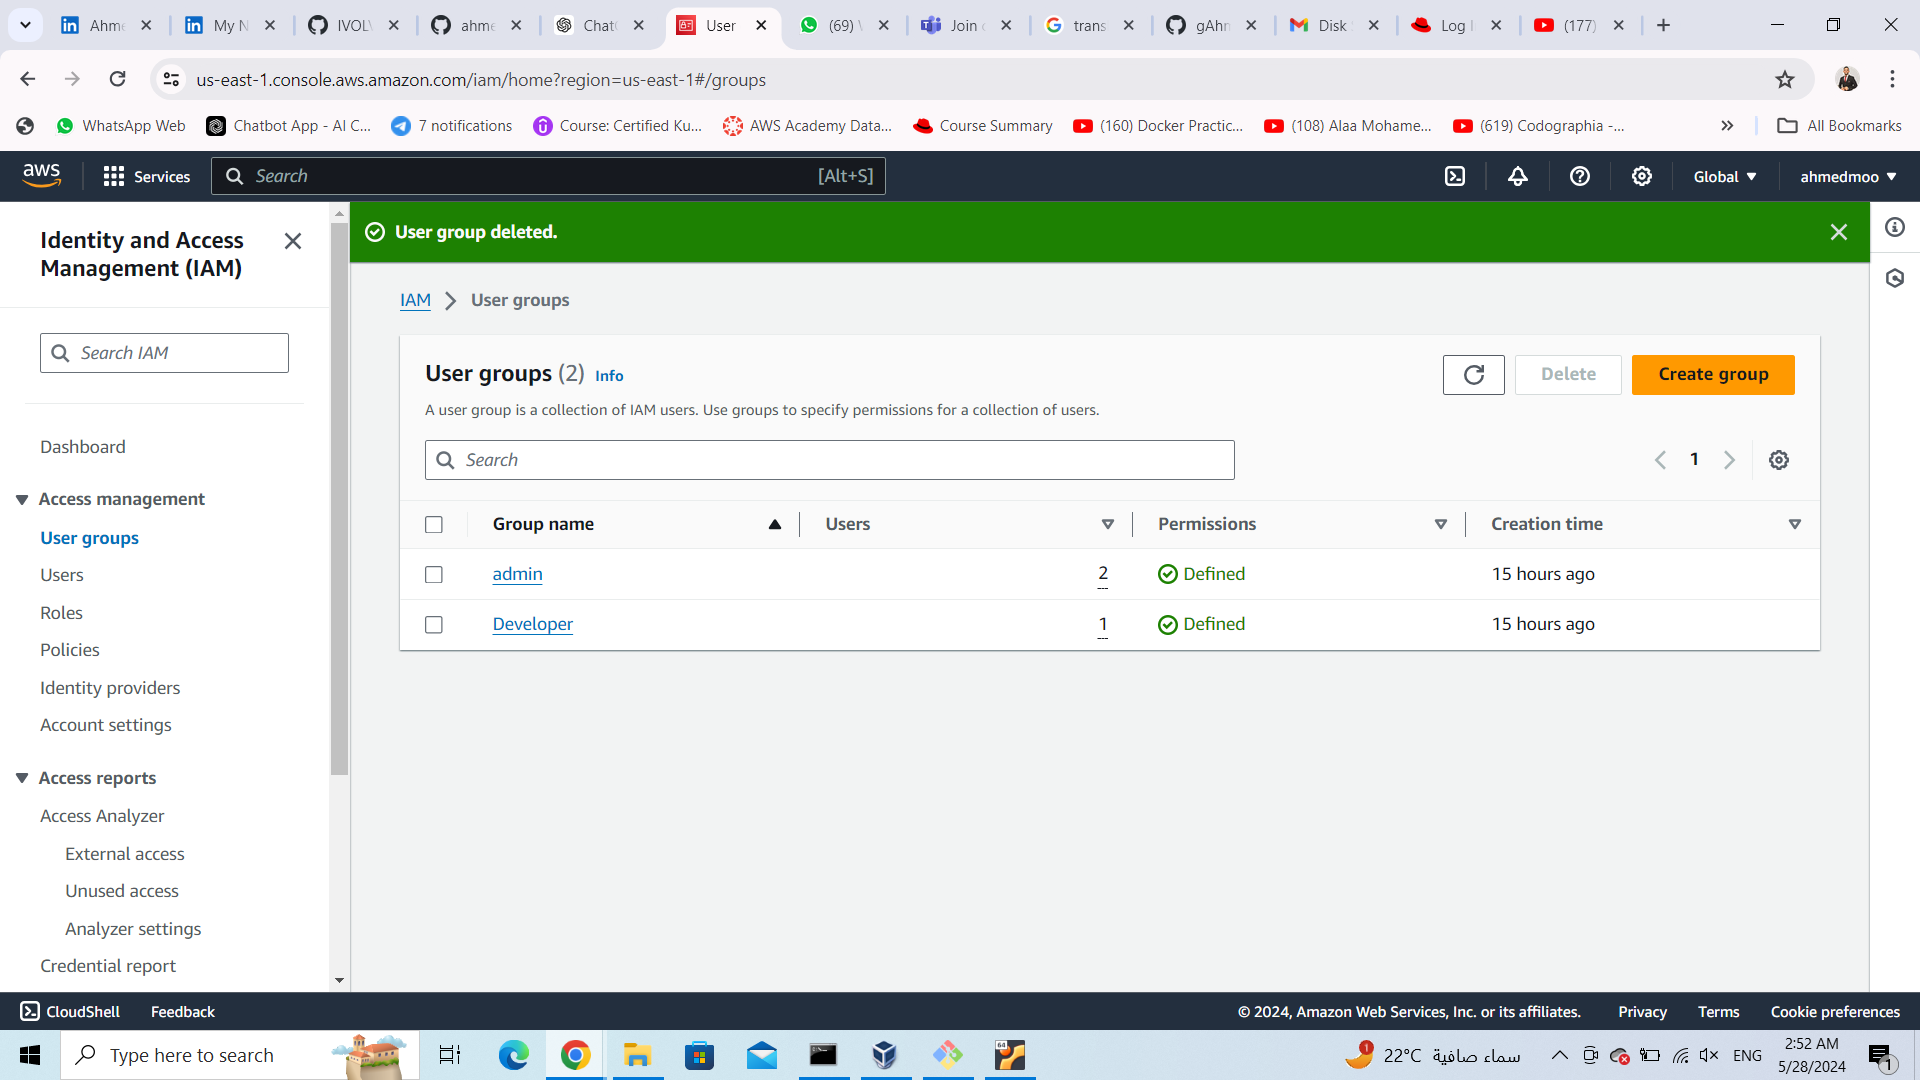 Ahme
My N
IVOL
ahme
Chat
User
(69)
Join
trans
gAhn
Disk
Log
(177)
us-east-1.console.aws.amazon.com/iam/home?region=us-east-1#/groups
WhatsApp Web
Chatbot App - AI C...
7 notifications
Course: Certified Ku...
AWS Academy Data...
Course Summary
(160) Docker Practic...
(108) Alaa Mohame...
(619) Codographia -...
All Bookmarks
aws
Services
Search
[Alt+S]
Global
ahmedmoo
Identity and Access
Management (IAM)
Search IAM
Dashboard
Access management
User groups
Users
Roles
Policies
Identity providers
Account settings
Access reports
Access Analyzer
External access
Unused access
Analyzer settings
Credential report
User group deleted.
IAM
User groups
User groups (2) Info
Delete
Create group
A user group is a collection of IAM users. Use groups to specify permissions for a collection of users.
Search
1
Group name
Users
Permissions
Creation time
admin
2
Defined
15 hours ago
Developer
1
Defined
15 hours ago
CloudShell
Feedback
© 2024, Amazon Web Services, Inc. or its affiliates.
Privacy
Terms
Cookie preferences
Type here to search
64
1
22°C سماء صافية
ENG
2:52 AM
5/28/2024
1